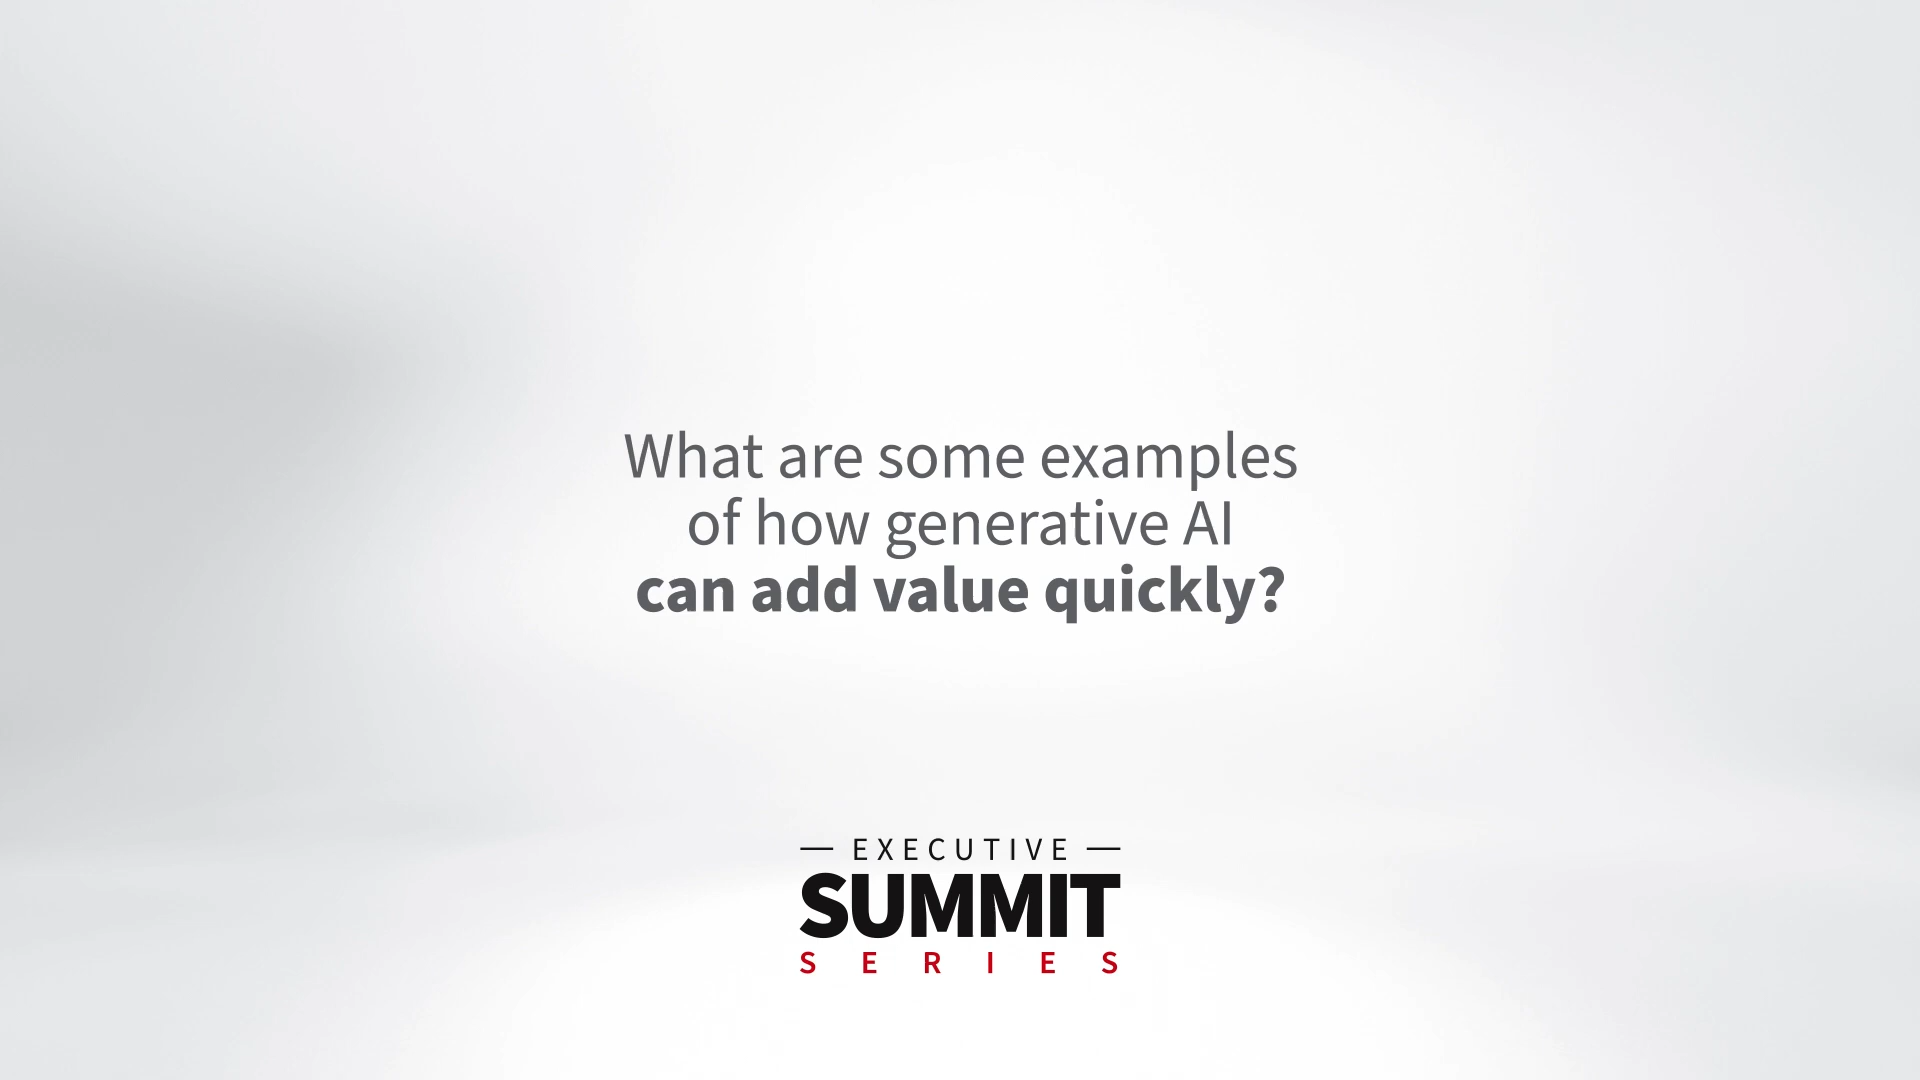 What are some examples
of how generative AI
can add value quickly?
EXECUTIVE
SUMMIT
SERIES